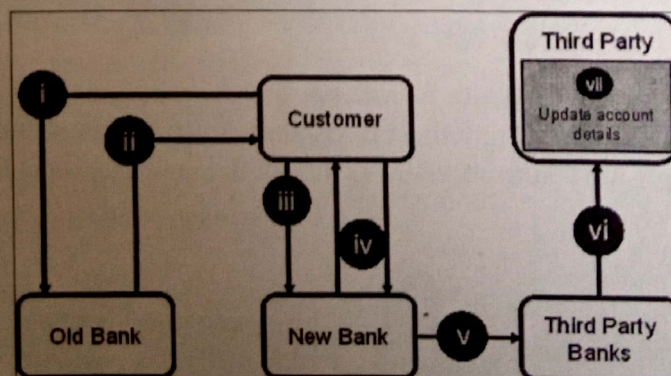 Third Party
i
vii
Customer
Update account
details
ii
iii
iv
vi
Old Bank
New Bank
v
Third Party
Banks